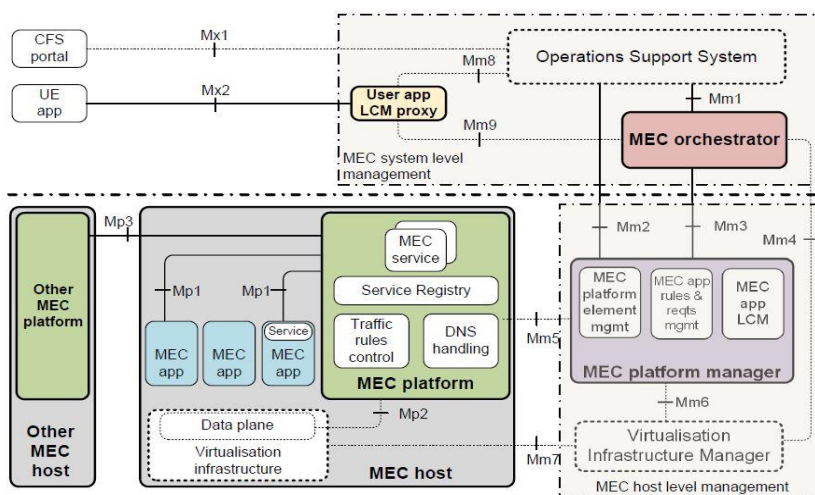 CFS
portal
Mx1
Operations Support System
Mm8
UE
app
Mx2
User app
LCM proxy
Mm1
Mm9
MEC orchestrator
MEC system level
management
Other
MEC
platform
Mp3
MEC
service
Mm2
Mm3
Mm4
Mp1
Mp1
Service Registry
MEC
platform
element
mgmt
MEC app
rules &
reqts
mgmt
MEC
app
LCM
MEC
app
MEC
app
Service
MEC
app
Traffic
rules
control
DNS
handling
Mm5
MEC platform
MEC platform manager
Mp2
Mm6
Data plane
Virtualisation
infrastructure
Mm7
Virtualisation
Infrastructure Manager
Other
MEC
host
MEC host
MEC host level management